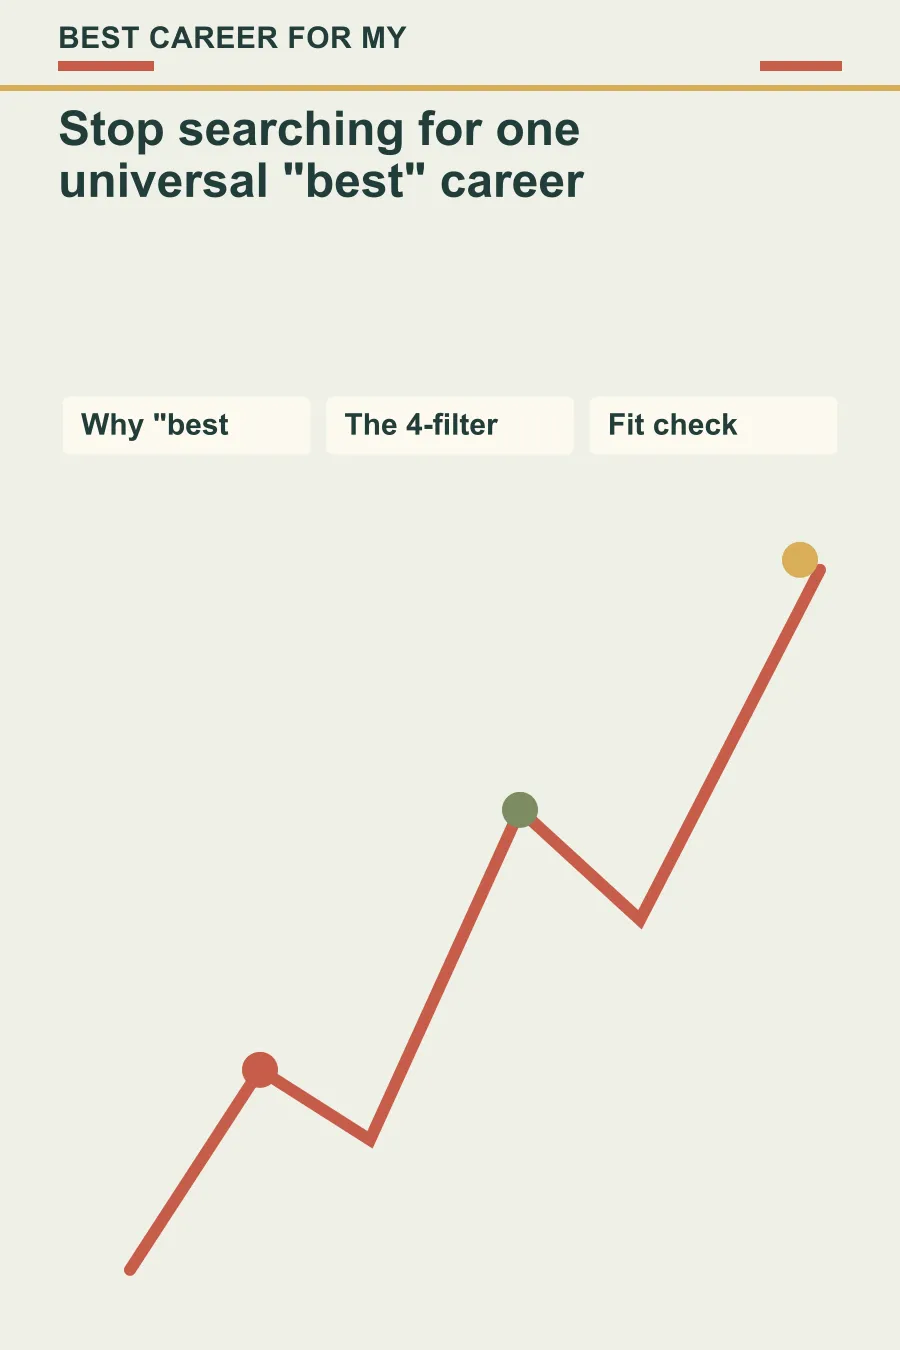 BEST CAREER FOR MY
Stop searching for one
universal "best" career
Why "best
The 4-filter
Fit check